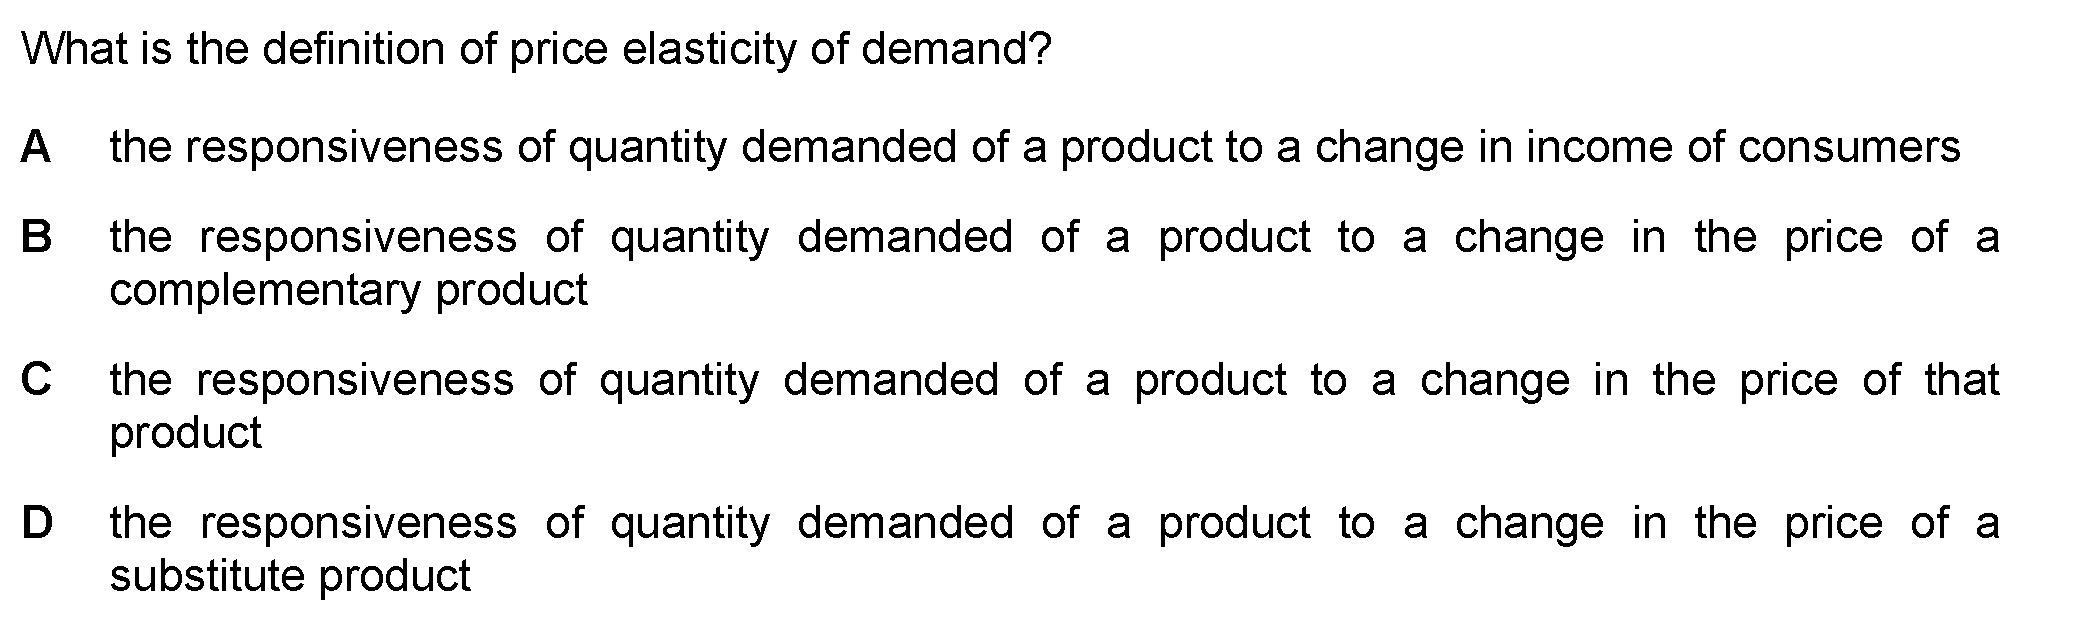 What is the definition of price elasticity of demand?
A the responsiveness of quantity demanded of a product to a change in income of consumers
B the responsiveness of quantity demanded of a product to a change in the price of a
complementary product
C the responsiveness of quantity demanded of a product to a change in the price of that
product
D the responsiveness of quantity demanded of a product to a change in the price of a
substitute product